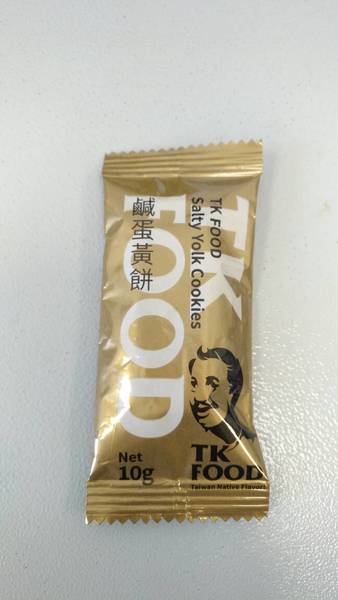 TK
FOOD
TK FOOD
Salty Yolk Cookies
鹹蛋黃餅
Net
10g
TK
FOOD
Taiwan Native Flavors